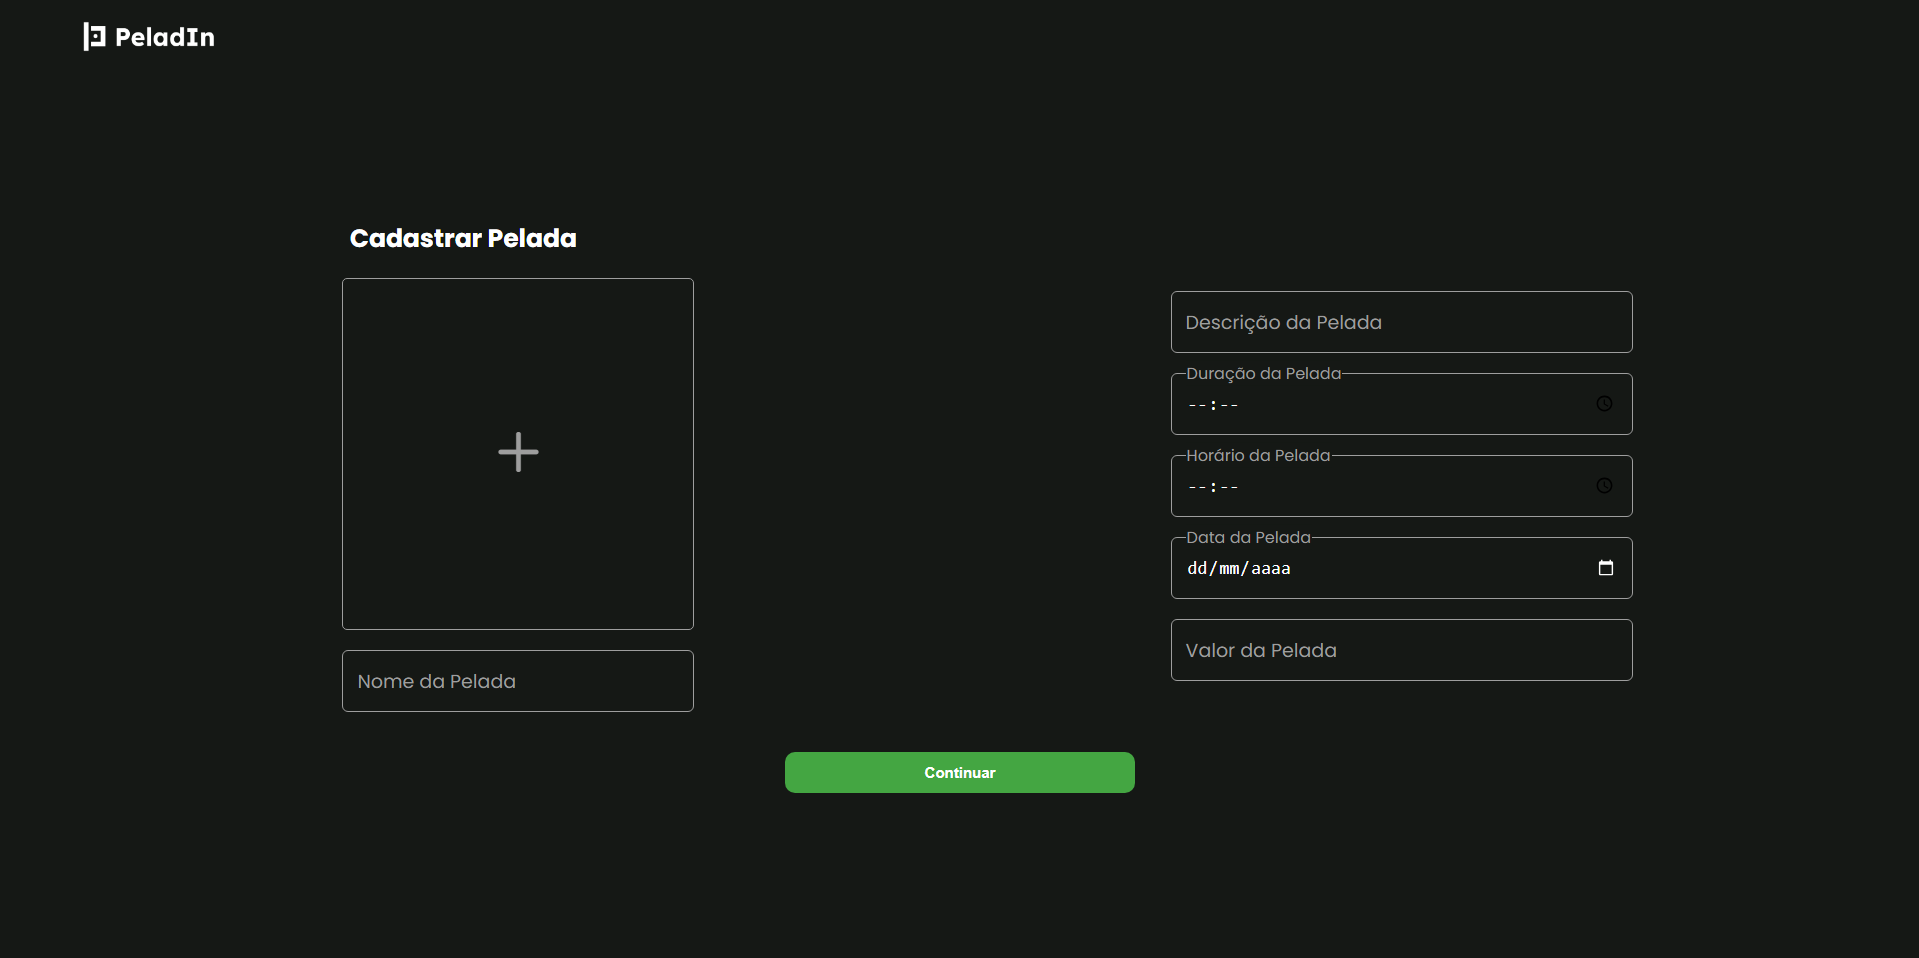 PeladIn
Cadastrar Pelada
Nome da Pelada
Descrição da Pelada
Duração da Pelada
--:--
Horário da Pelada
--:--
Data da Pelada
dd/mm/aaaa
Valor da Pelada
Continuar